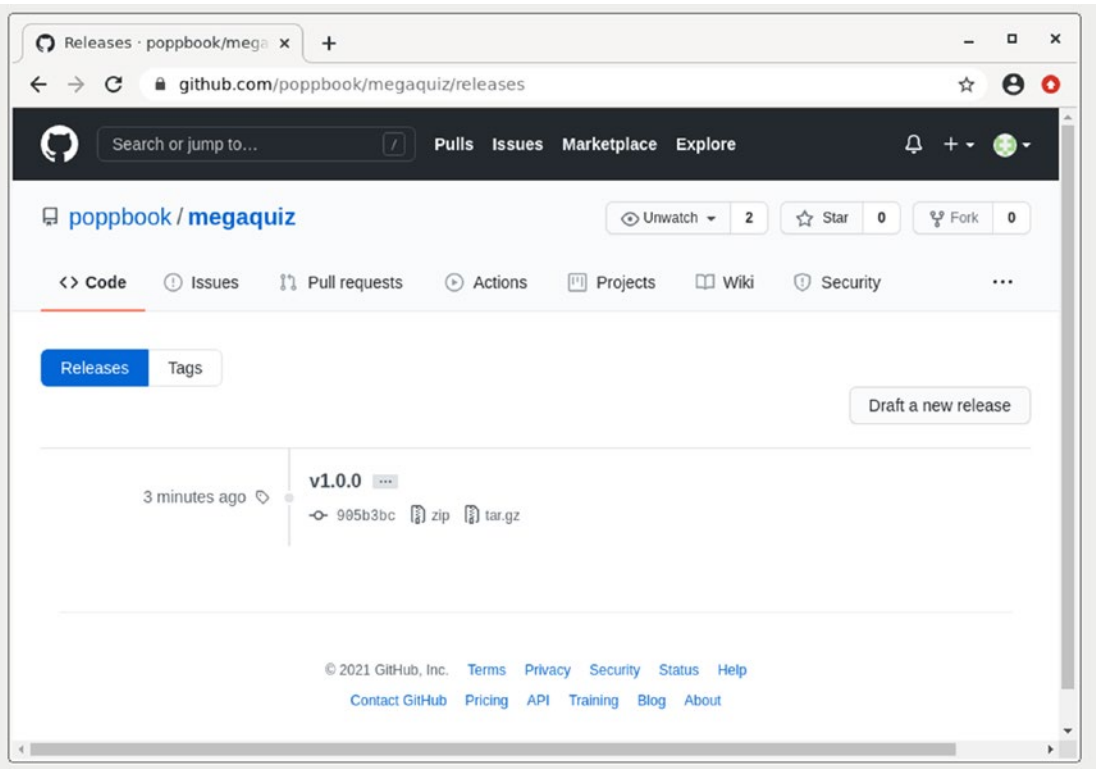 Releases · poppbook/mega
github.com/poppbook/megaquiz/releases
Search or jump to… / Pulls Issues Marketplace Explore
poppbook / megaquiz Unwatch 2 Star 0 Fork 0
<> Code Issues Pull requests Actions Projects Wiki Security ...
Releases Tags
Draft a new release
v1.0.0 ...
3 minutes ago
905b3bc zip tar.gz
© 2021 GitHub, Inc. Terms Privacy Security Status Help
Contact GitHub Pricing API Training Blog About